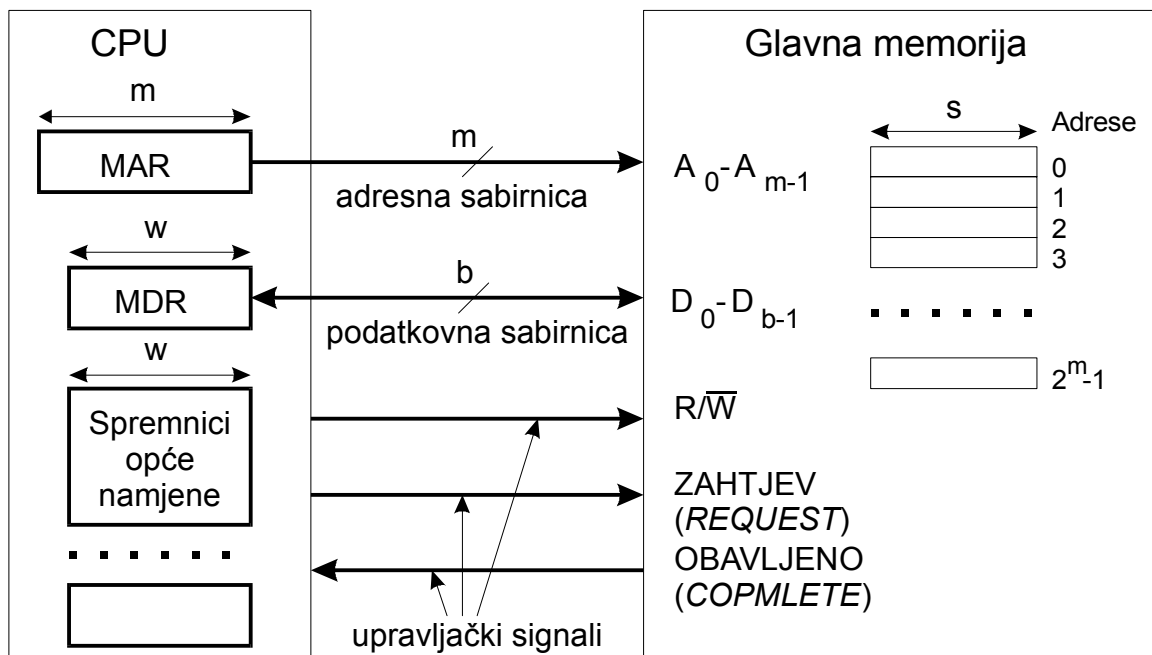 CPU
Glavna memorija
m
MAR
m
adresna sabirnica
A 0-A m-1
s
Adrese
0
1
2
3
2^m-1
w
MDR
b
podatkovna sabirnica
D 0-D b-1
w
Spremnici
opće
namjene
R/W̅
ZAHTJEV
(REQUEST)
OBAVLJENO
(COPMLETE)
upravljački signali